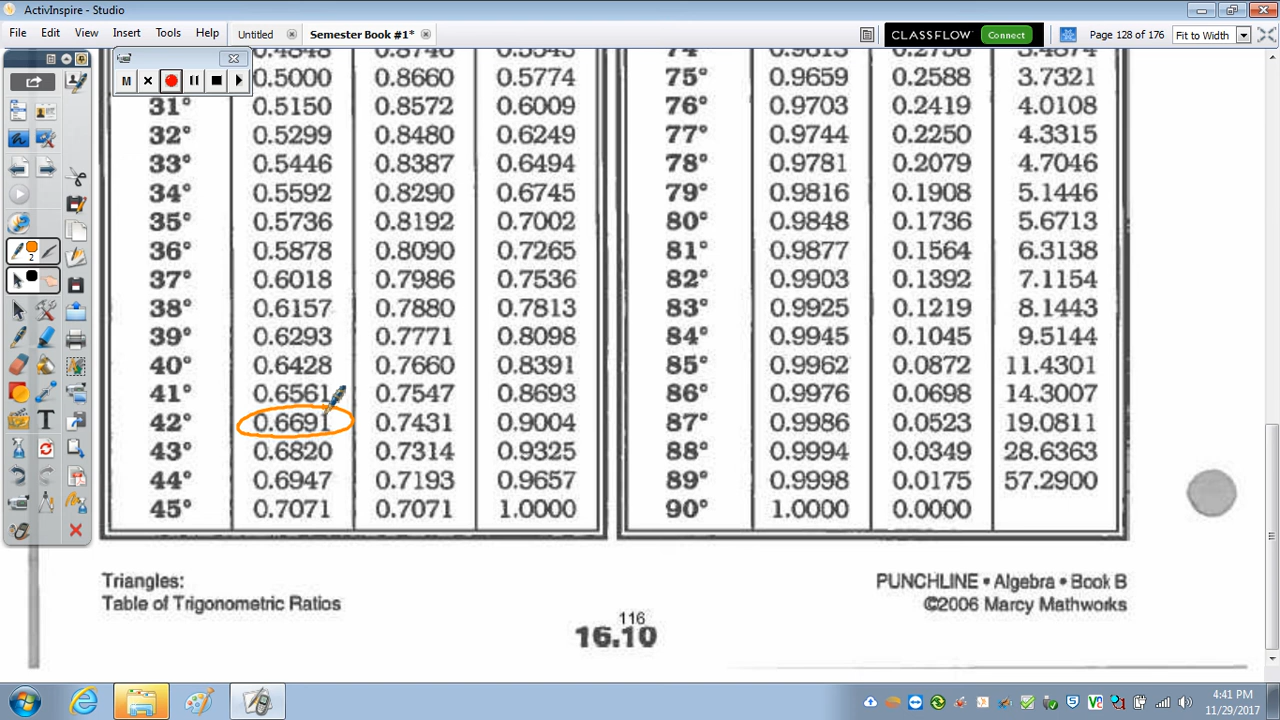 ActivInspire - Studio
File Edit View Insert Tools Help Untitled Semester Book #1* CLASSFLOW Connect Page 128 of 176 Fit to Width
M
2
T
0.5000 0.8660 0.5774 75° 0.9659 0.2588 3.7321
31° 0.5150 0.8572 0.6009 76° 0.9703 0.2419 4.0108
32° 0.5299 0.8480 0.6249 77° 0.9744 0.2250 4.3315
33° 0.5446 0.8387 0.6494 78° 0.9781 0.2079 4.7046
34° 0.5592 0.8290 0.6745 79° 0.9816 0.1908 5.1446
35° 0.5736 0.8192 0.7002 80° 0.9848 0.1736 5.6713
36° 0.5878 0.8090 0.7265 81° 0.9877 0.1564 6.3138
37° 0.6018 0.7986 0.7536 82° 0.9903 0.1392 7.1154
38° 0.6157 0.7880 0.7813 83° 0.9925 0.1219 8.1443
39° 0.6293 0.7771 0.8098 84° 0.9945 0.1045 9.5144
40° 0.6428 0.7660 0.8391 85° 0.9962 0.0872 11.4301
41° 0.6561 0.7547 0.8693 86° 0.9976 0.0698 14.3007
42° 0.6691 0.7431 0.9004 87° 0.9986 0.0523 19.0811
43° 0.6820 0.7314 0.9325 88° 0.9994 0.0349 28.6363
44° 0.6947 0.7193 0.9657 89° 0.9998 0.0175 57.2900
45° 0.7071 0.7071 1.0000 90° 1.0000 0.0000
Triangles: PUNCHLINE • Algebra • Book B
Table of Trigonometric Ratios ©2006 Marcy Mathworks
116
16.10
4:41 PM
11/29/2017